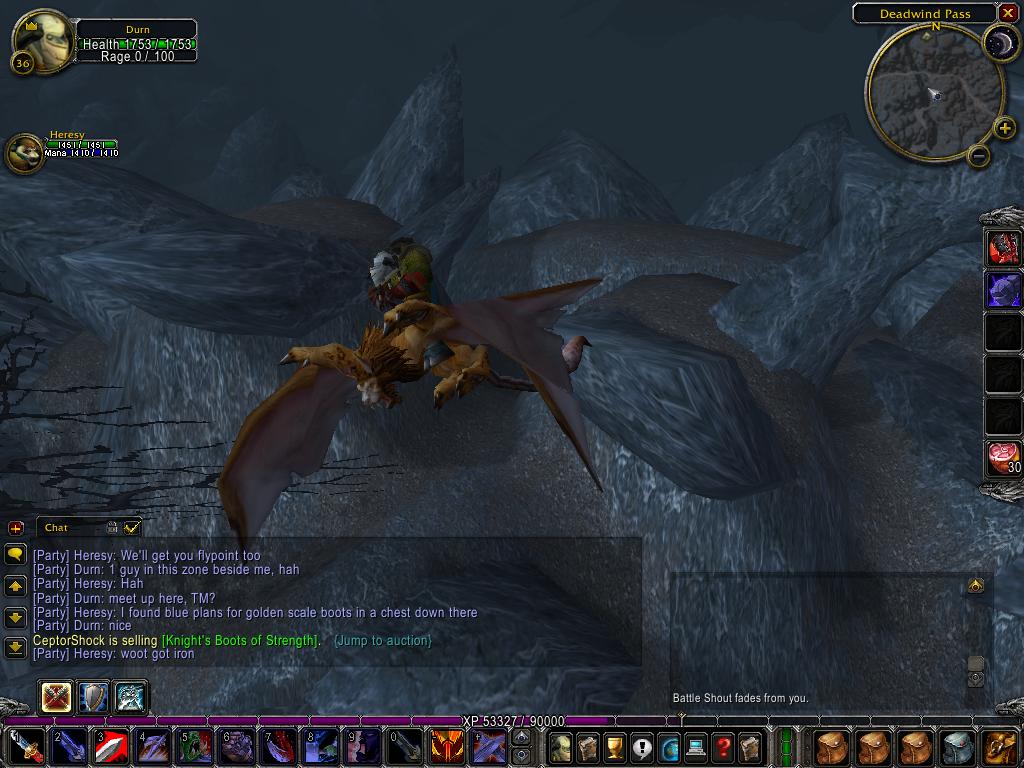 Durn
Health 1753 / 1753
Rage 0 / 100
36
Deadwind Pass
N
Heresy
1451 / 1451
Mana 1410 / 1410
30
Chat
[Party] Heresy: We'll get you flypoint too
[Party] Durn: 1 guy in this zone beside me, hah
[Party] Heresy: Hah
[Party] Durn: meet up here, TM?
[Party] Heresy: I found blue plans for golden scale boots in a chest down there
[Party] Durn: nice
CeptorShock is selling [Knight's Boots of Strength]. {Jump to auction}
[Party] Heresy: woot got iron
Battle Shout fades from you.
XP 53327 / 90000
2 3 4 5 6 7 8 9 0 - +